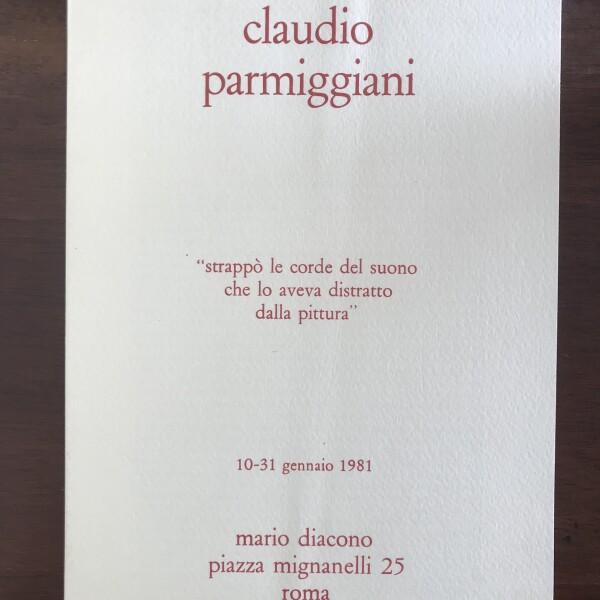 claudio
parmiggiani
“strappò le corde del suono
che lo aveva distratto
dalla pittura”
10-31 gennaio 1981
mario diacono
piazza mignanelli 25
roma